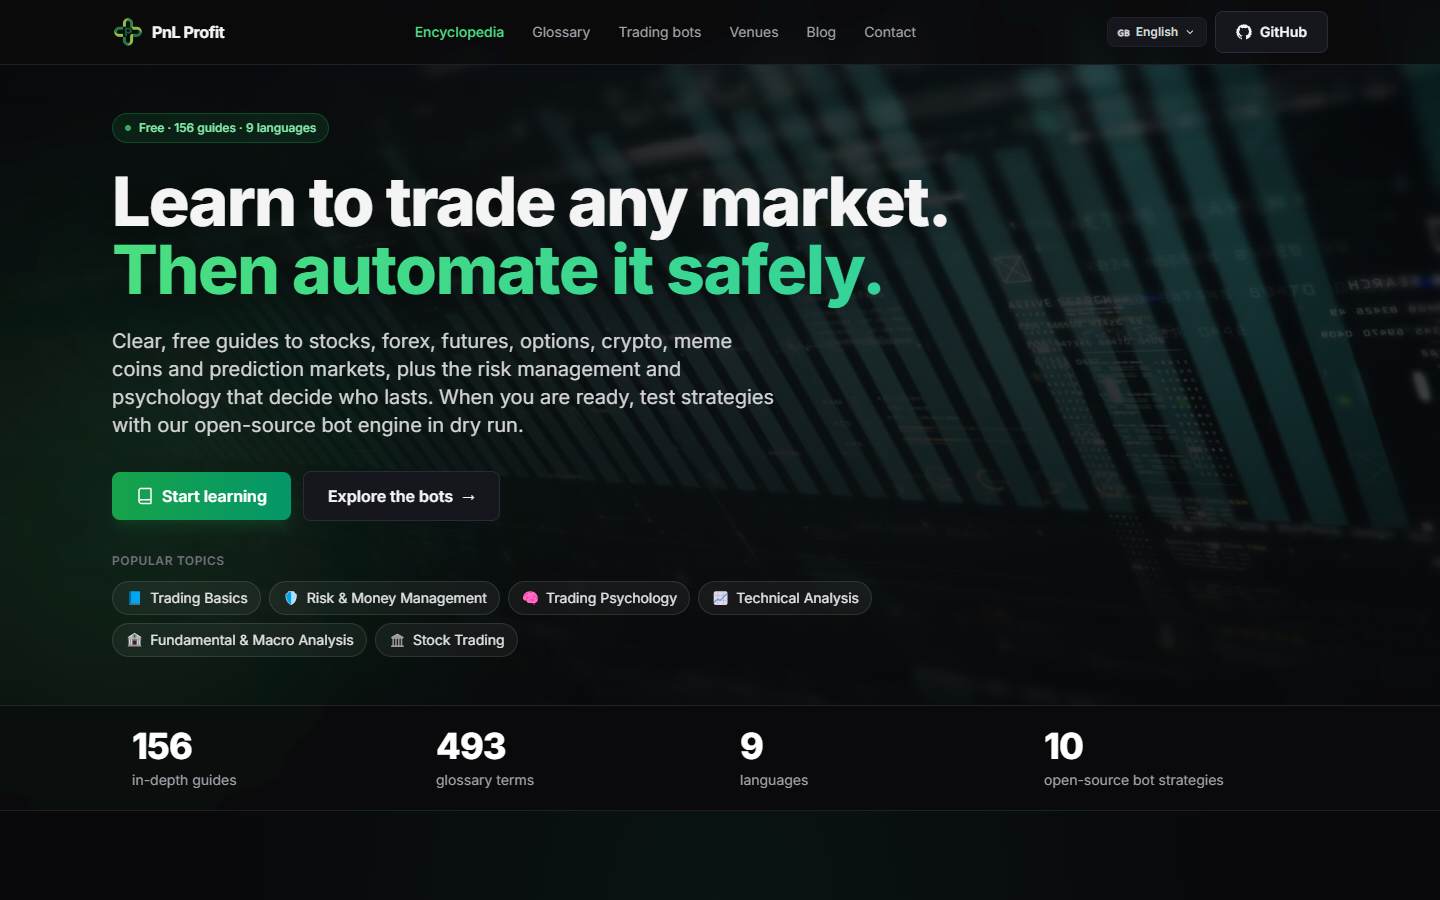 PnL Profit
Encyclopedia
Glossary
Trading bots
Venues
Blog
Contact
GB English
GitHub
Free · 156 guides · 9 languages
Learn to trade any market.
Then automate it safely.
Clear, free guides to stocks, forex, futures, options, crypto, meme
coins and prediction markets, plus the risk management and
psychology that decide who lasts. When you are ready, test strategies
with our open-source bot engine in dry run.
Start learning
Explore the bots →
POPULAR TOPICS
Trading Basics
Risk & Money Management
Trading Psychology
Technical Analysis
Fundamental & Macro Analysis
Stock Trading
156
in-depth guides
493
glossary terms
9
languages
10
open-source bot strategies